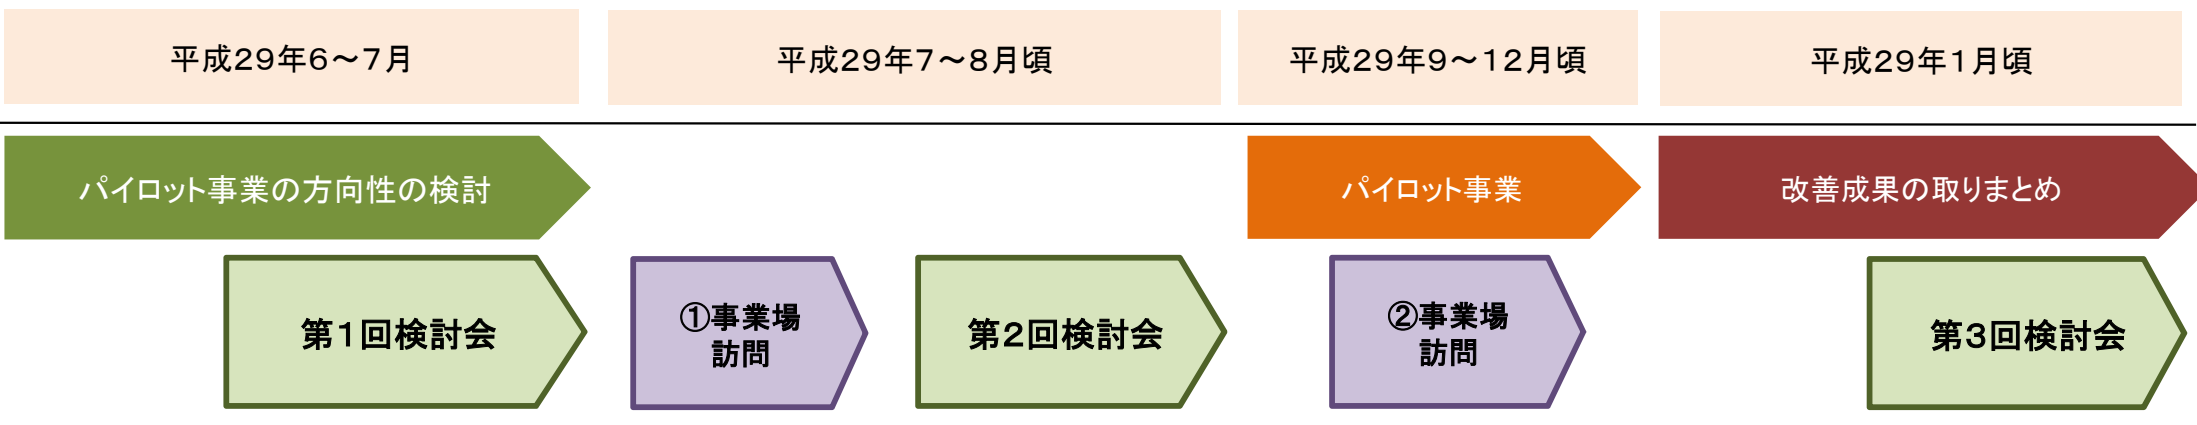 平成29年6～7月
平成29年7～8月頃
平成29年9～12月頃
平成29年1月頃
パイロット事業の方向性の検討
パイロット事業
改善成果の取りまとめ
第1回検討会
①事業場
訪問
第2回検討会
②事業場
訪問
第3回検討会